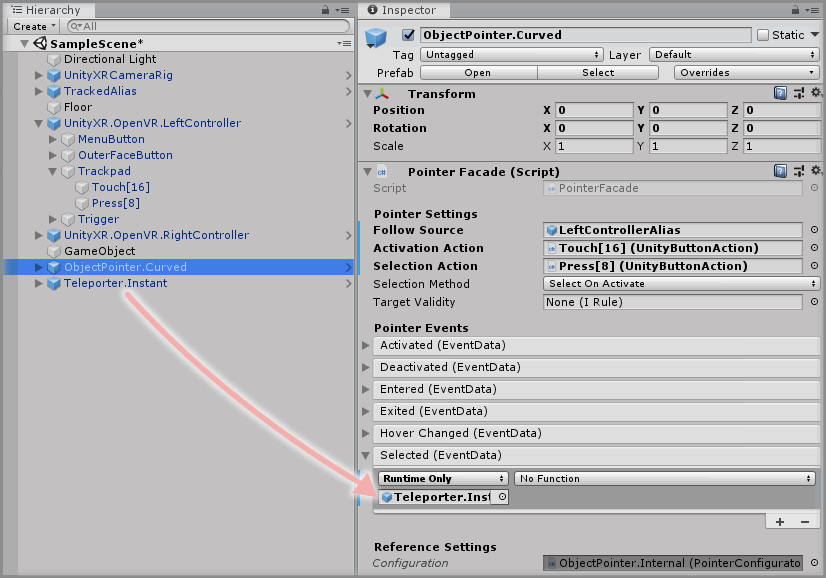 Hierarchy
Create
All
SampleScene*
Directional Light
UnityXRCameraRig
TrackedAlias
Floor
UnityXR.OpenVR.LeftController
MenuButton
OuterFaceButton
Trackpad
Touch[16]
Press[8]
Trigger
UnityXR.OpenVR.RightController
GameObject
ObjectPointer.Curved
Teleporter.Instant
Inspector
ObjectPointer.Curved Static
Tag Untagged Layer Default
Prefab Open Select Overrides
Transform
Position X 0 Y 0 Z 0
Rotation X 0 Y 0 Z 0
Scale X 1 Y 1 Z 1
Pointer Facade (Script)
Script PointerFacade
Pointer Settings
Follow Source LeftControllerAlias
Activation Action Touch[16] (UnityButtonAction)
Selection Action Press[8] (UnityButtonAction)
Selection Method Select On Activate
Target Validity None (I Rule)
Pointer Events
Activated (EventData)
Deactivated (EventData)
Entered (EventData)
Exited (EventData)
Hover Changed (EventData)
Selected (EventData)
Runtime Only No Function
Teleporter.Inst
Reference Settings
Configuration ObjectPointer.Internal (PointerConfigurato